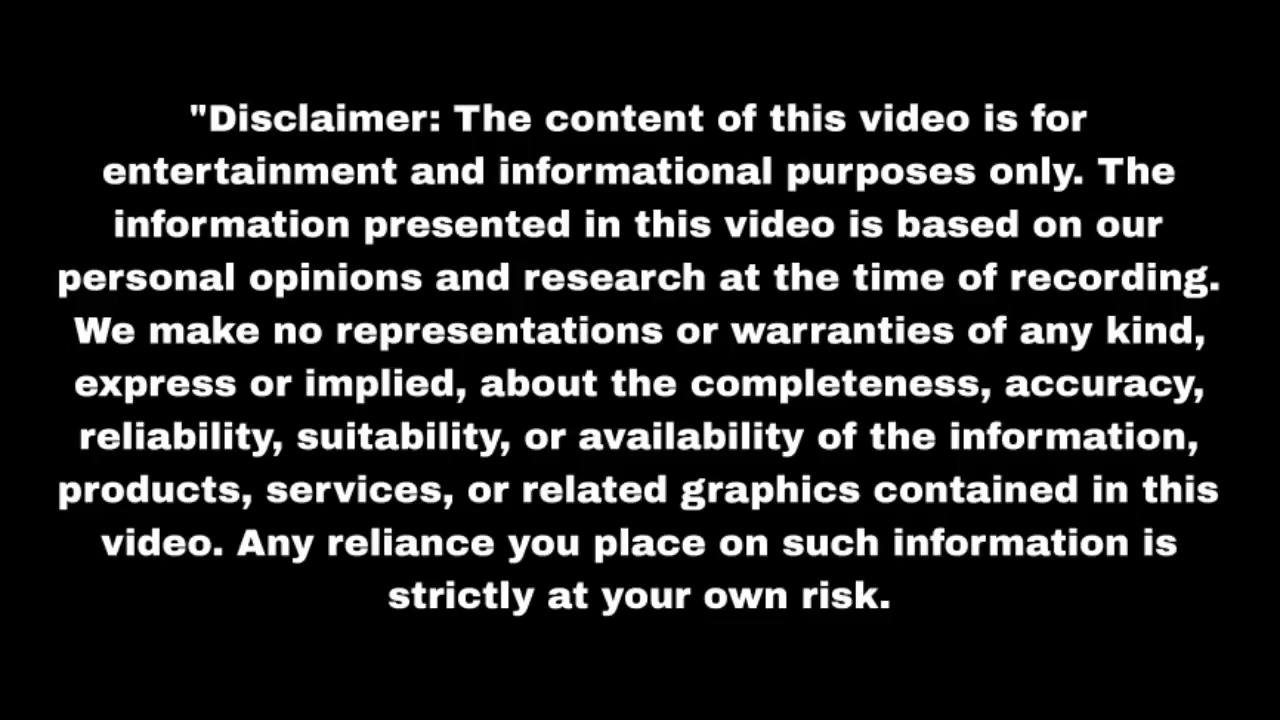 "Disclaimer: The content of this video is for
entertainment and informational purposes only. The
information presented in this video is based on our
personal opinions and research at the time of recording.
We make no representations or warranties of any kind,
express or implied, about the completeness, accuracy,
reliability, suitability, or availability of the information,
products, services, or related graphics contained in this
video. Any reliance you place on such information is
strictly at your own risk.